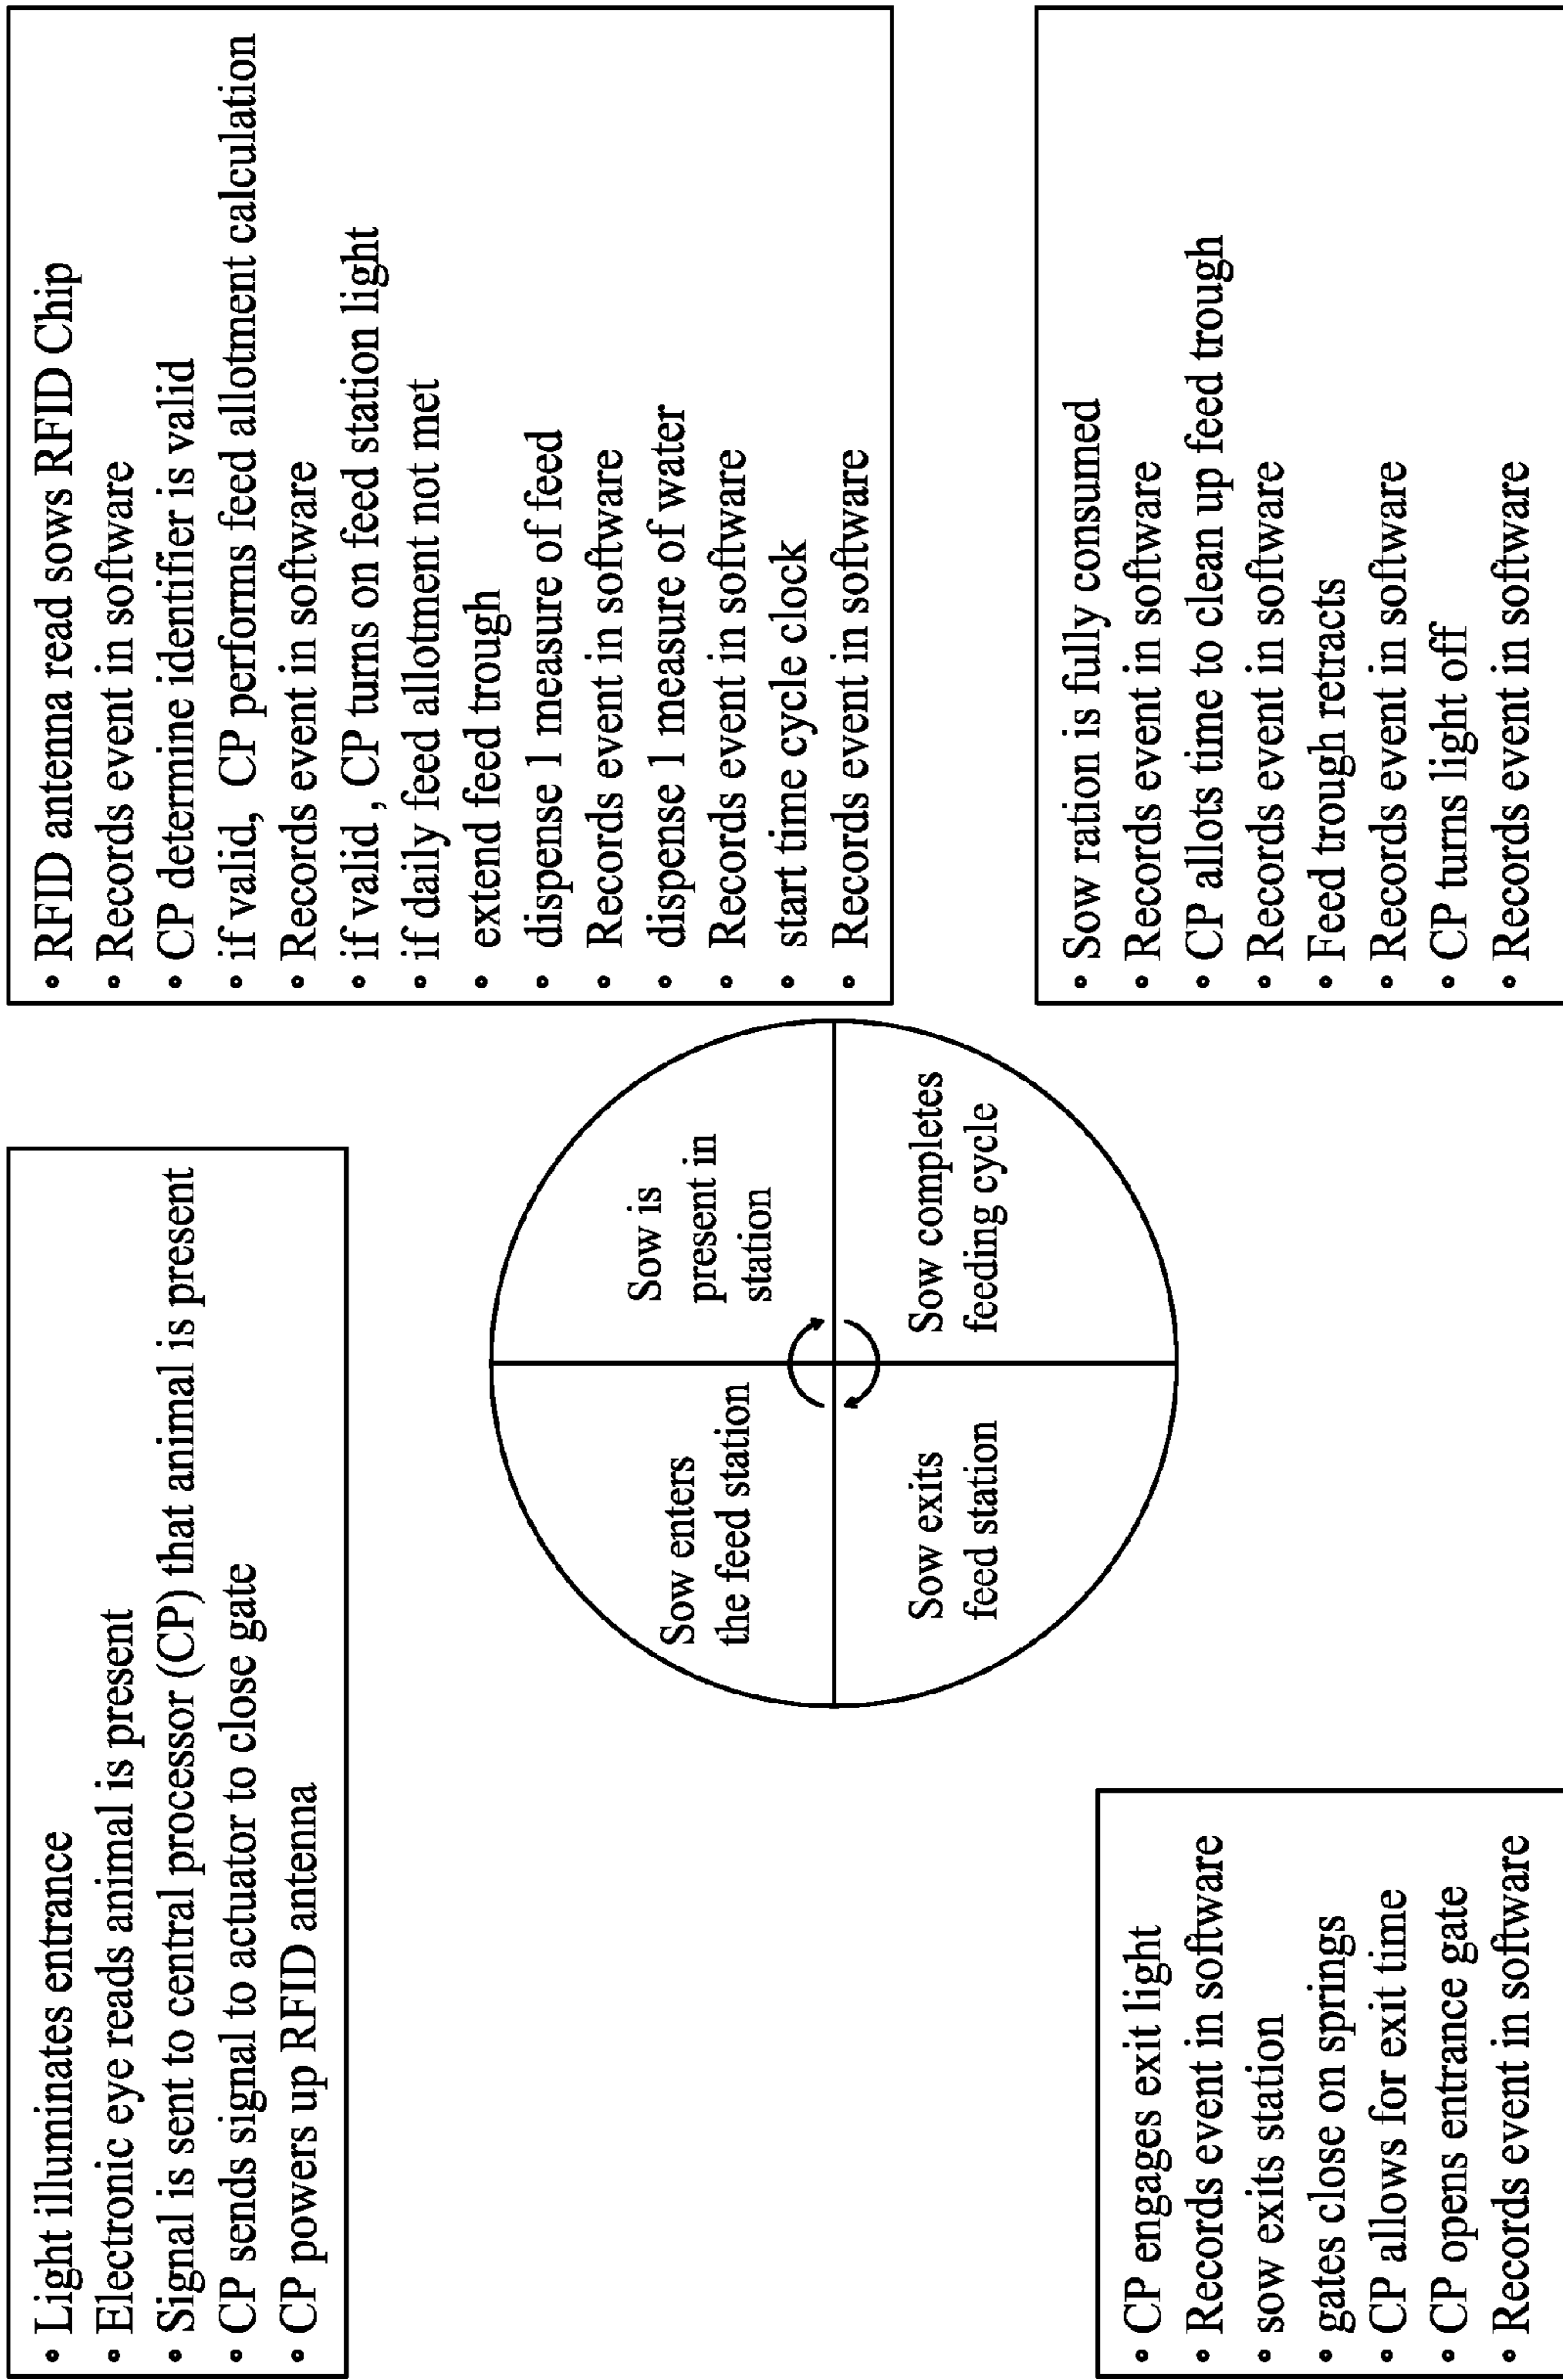 • Light illuminates entrance
• Electronic eye reads animal is present
• Signal is sent to central processor (CP) that animal is present
• CP sends signal to actuator to close gate
• CP powers up RFID antenna
• RFID antenna read sows RFID Chip
• Records event in software
• CP determine identifier is valid
• if valid, CP performs feed allotment calculation
• Records event in software
• if valid , CP turns on feed station light
• if daily feed allotment not met
• extend feed trough
• dispense 1 measure of feed
• Records event in software
• dispense 1 measure of water
• Records event in software
• start time cycle clock
• Records event in software
Sow enters
the feed station
Sow is
present in
station
Sow exits
feed station
Sow completes
feeding cycle
• CP engages exit light
• Records event in software
• sow exits station
• gates close on springs
• CP allows for exit time
• CP opens entrance gate
• Records event in software
• Sow ration is fully consumed
• Records event in software
• CP allots time to clean up feed trough
• Records event in software
• Feed trough retracts
• Records event in software
• CP turns light off
• Records event in software